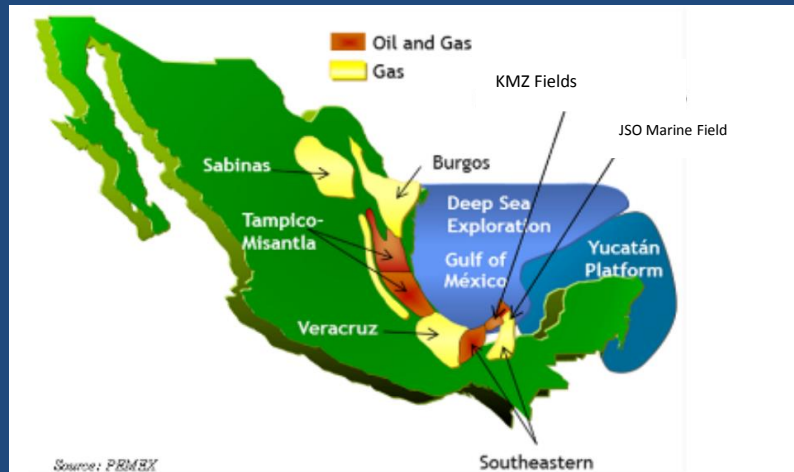 Oil and Gas
Gas
KMZ Fields
JSO Marine Field
Sabinas
Burgos
Deep Sea
Exploration
Tampico-
Misantla
Gulf of
México
Yucatán
Platform
Veracruz
Southeastern
Source: PEMEX